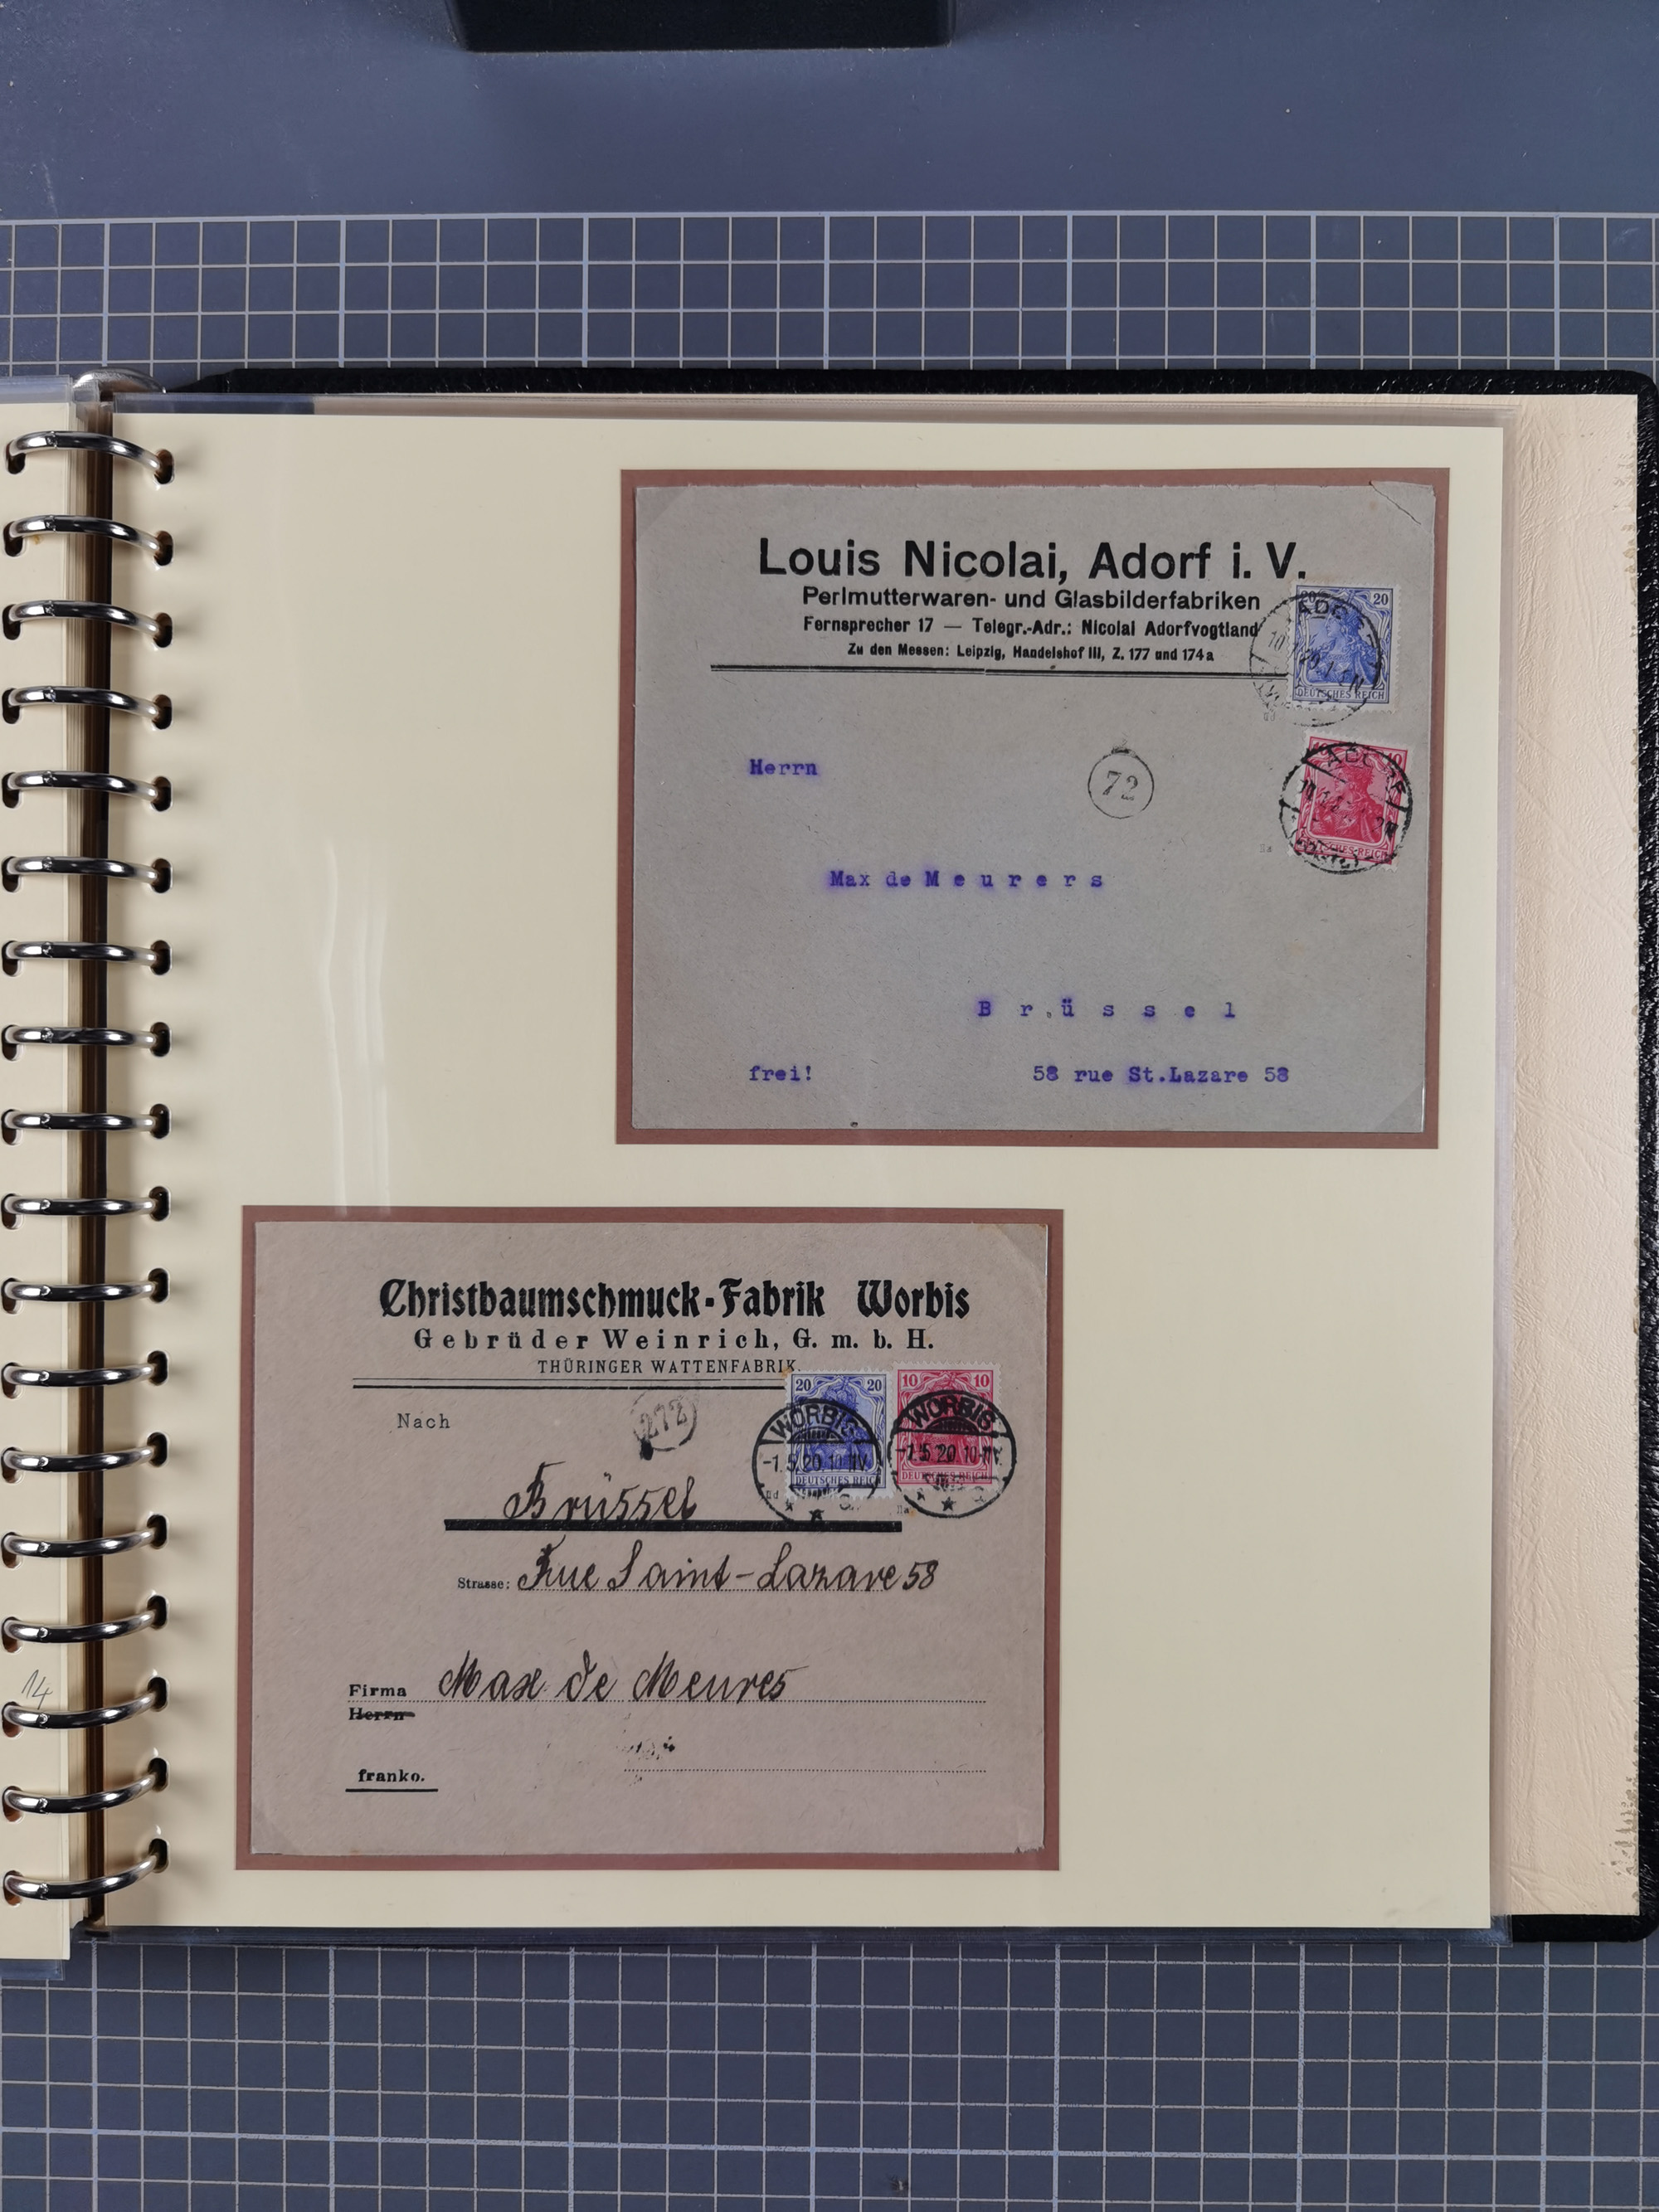 Louis Nicolai, Adorf i. V.
Perlmutterwaren- und Glasbilderfabriken
Fernsprecher 17 — Telegr.-Adr.: Nicolai Adorfvogtland
Zu den Messen: Leipzig, Handelshof III, Z. 177 und 174a
20 20
DEUTSCHES REICH
ADORF
10
Herrn
72
Max de Meurers
Brüssel
frei!
58 rue St.Lazare 58
Christbaumschmuck-Fabrik Worbis
Gebrüder Weinrich, G. m. b. H.
THÜRINGER WATTENFABRIK.
20 20
10 10
Nach
272
WORBIS
-1.5.20.10-11V.
DEUTSCHES REICH
WORBIS
-1.5.20.10-11V.
DEUTSCHES REICH
Brüssel
Strasse: Rue Saint-Lazare 58
Firma Max de Meures
Herrn
franko.
14